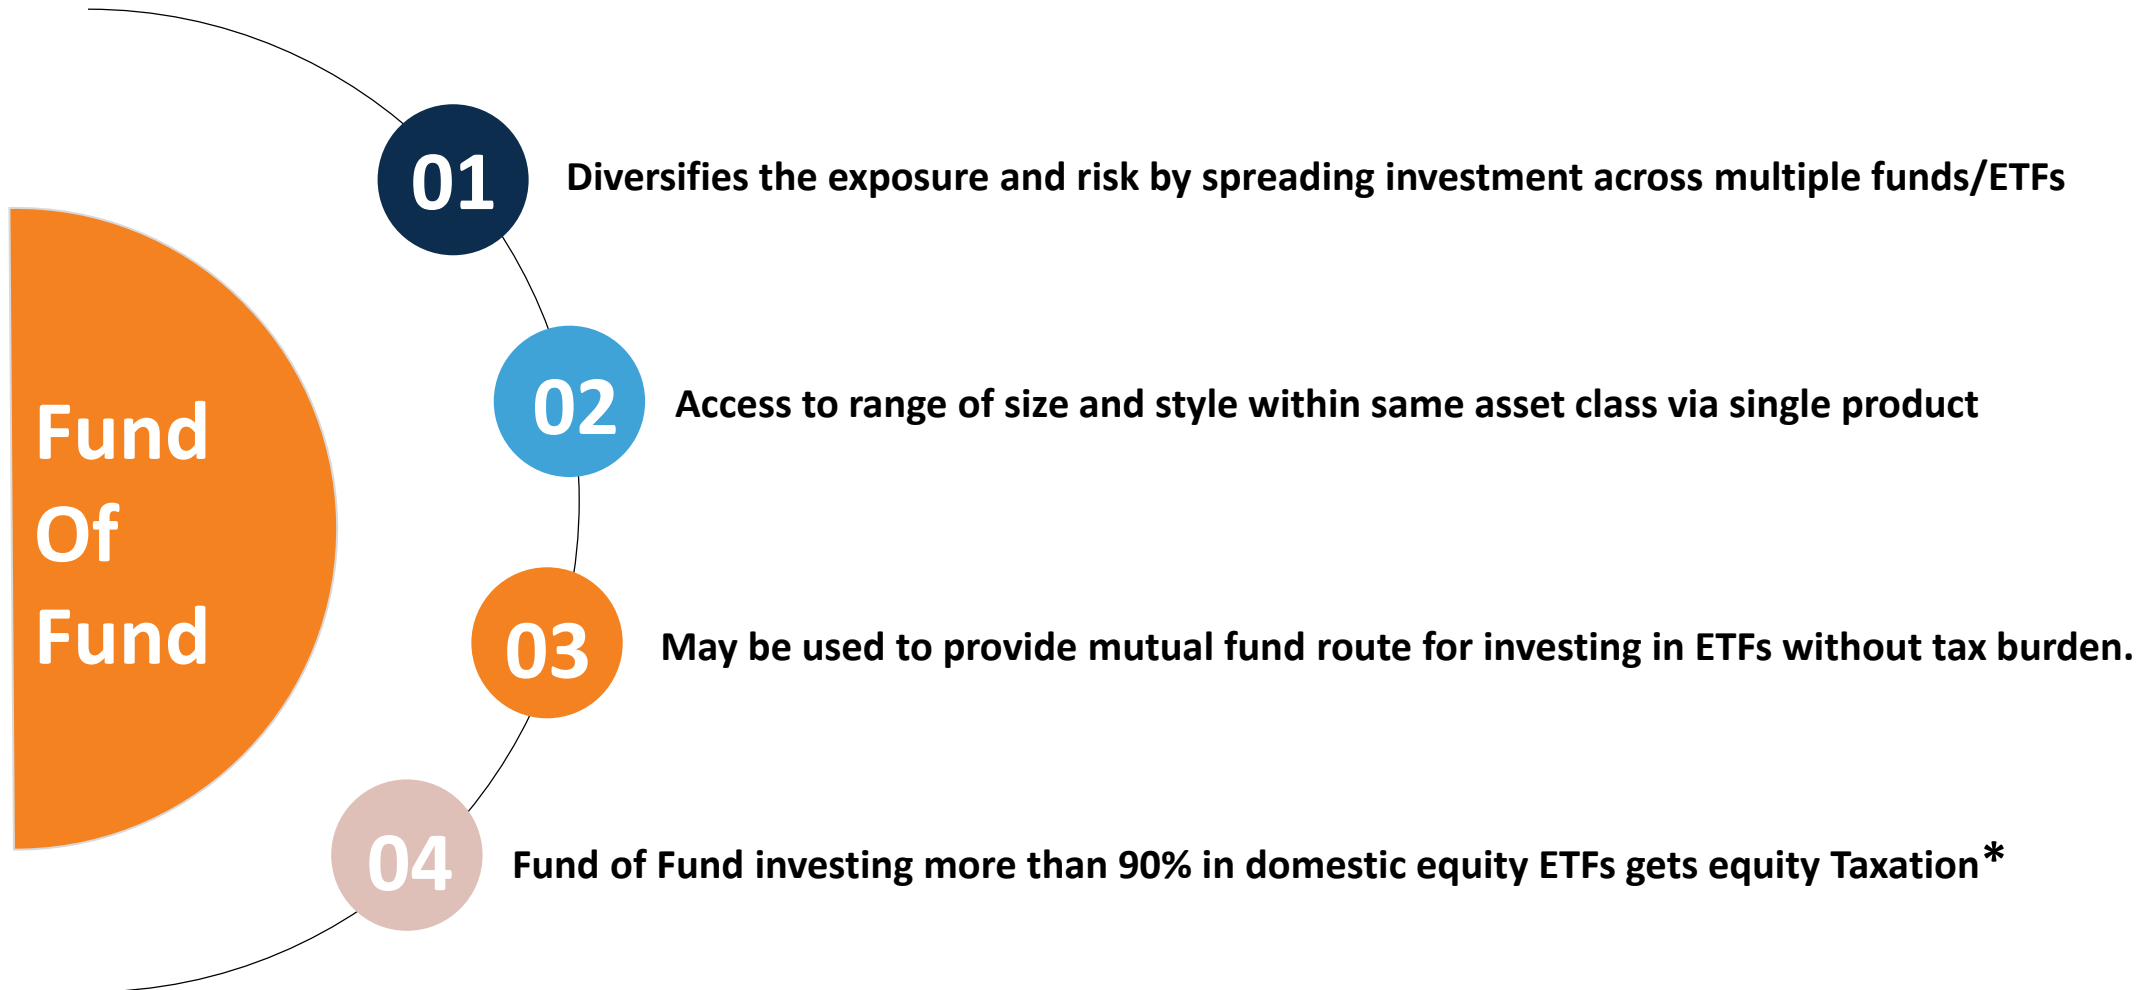 Fund
Of
Fund
01
Diversifies the exposure and risk by spreading investment across multiple funds/ETFs
02
Access to range of size and style within same asset class via single product
03
May be used to provide mutual fund route for investing in ETFs without tax burden.
04
Fund of Fund investing more than 90% in domestic equity ETFs gets equity Taxation*